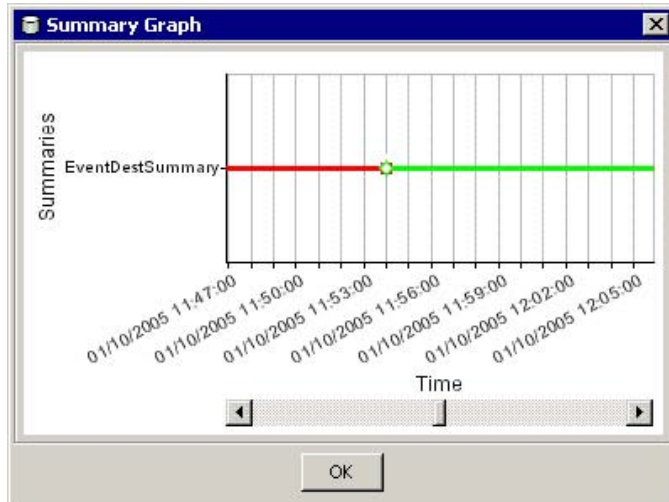 Summary Graph
Summaries
EventDestSummary
01/10/2005 11:47:00
01/10/2005 11:50:00
01/10/2005 11:53:00
01/10/2005 11:56:00
01/10/2005 11:59:00
01/10/2005 12:02:00
01/10/2005 12:05:00
Time
OK